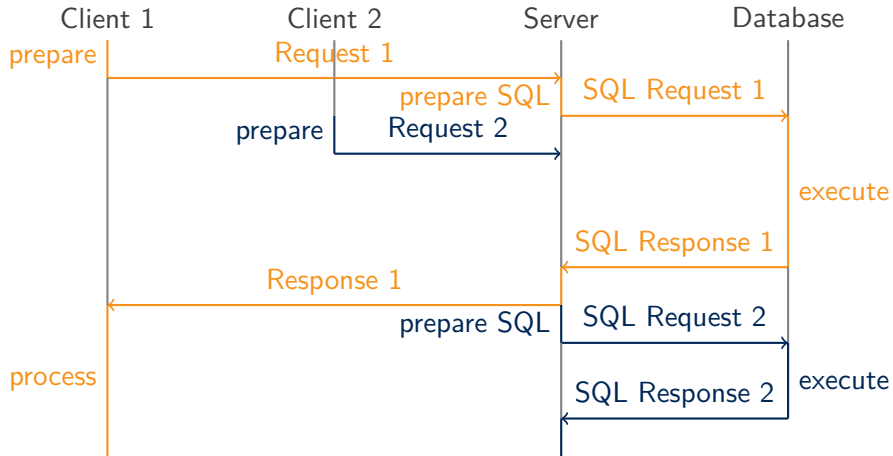 Client 1
Client 2
Server
Database
prepare
Request 1
prepare SQL
SQL Request 1
prepare
Request 2
execute
SQL Response 1
Response 1
prepare SQL
SQL Request 2
process
execute
SQL Response 2